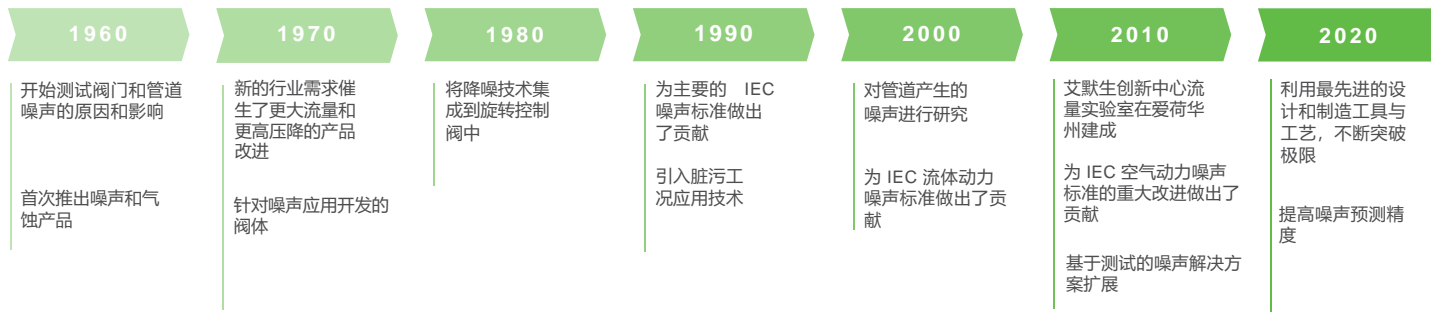 1960
开始测试阀门和管道
噪声的原因和影响
首次推出噪声和气
蚀产品
1970
新的行业需求催
生了更大流量和
更高压降的产品
改进
针对噪声应用开发的
阀体
1980
将降噪技术集
成到旋转控制
阀中
1990
为主要的 IEC
噪声标准做出
了贡献
引入脏污工
况应用技术
2000
对管道产生的
噪声进行研究
为 IEC 流体动力
噪声标准做出了贡
献
2010
艾默生创新中心流
量实验室在爱荷华
州建成
为 IEC 空气动力噪声
标准的重大改进做出了
贡献
基于测试的噪声解决方
案扩展
2020
利用最先进的设
计和制造工具与
工艺，不断突破
极限
提高噪声预测精
度